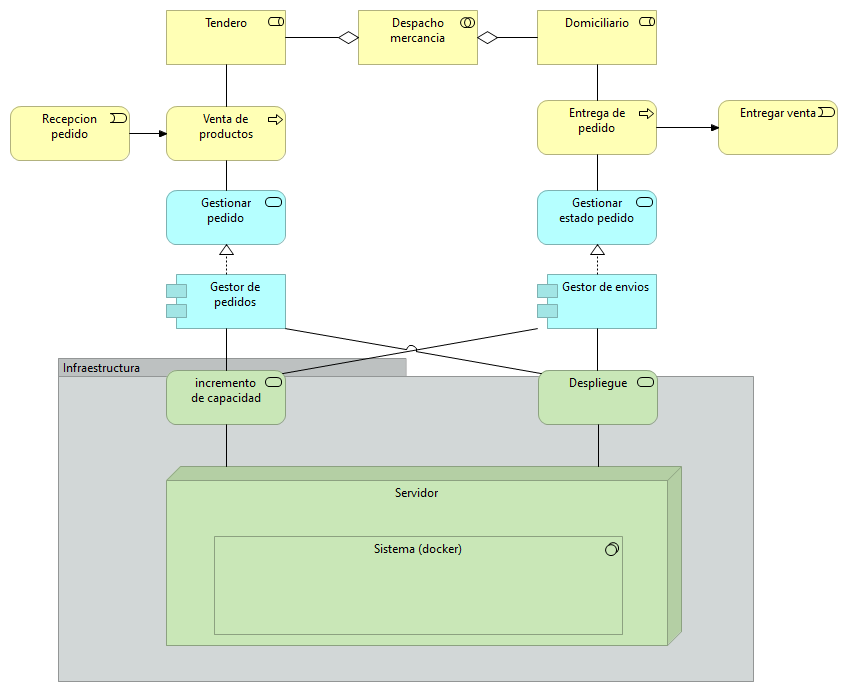 Tendero
Despacho
mercancia
Domiciliario
Recepcion
pedido
Venta de
productos
Entrega de
pedido
Entregar venta
Gestionar
pedido
Gestionar
estado pedido
Gestor de
pedidos
Gestor de envios
Infraestructura
incremento
de capacidad
Despliegue
Servidor
Sistema (docker)